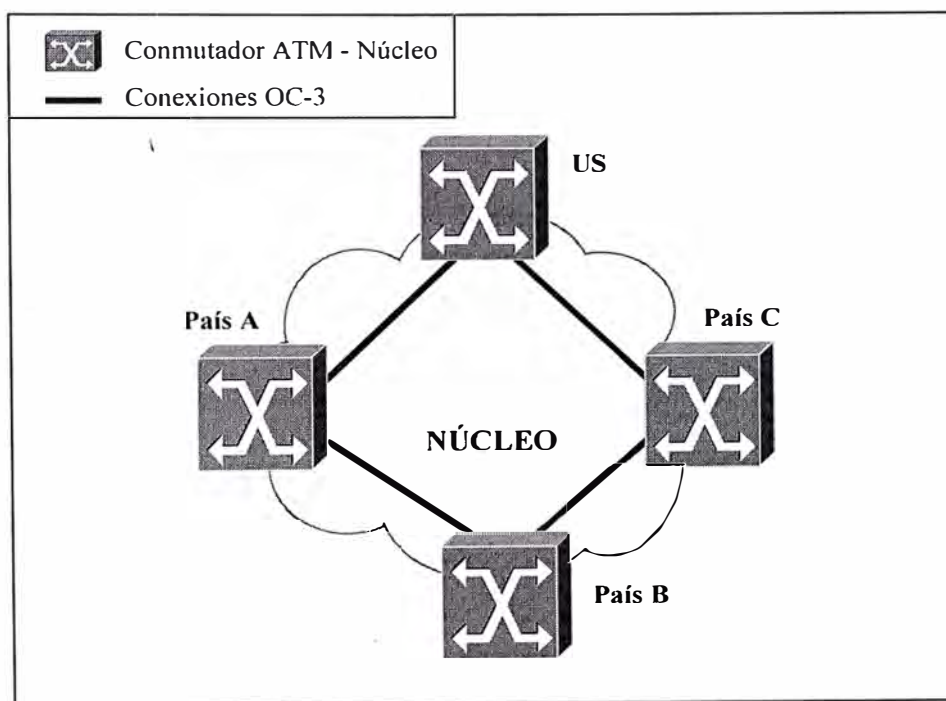 Conmutador ATM - Núcleo
Conexiones OC-3
US
País A
País C
NÚCLEO
País B